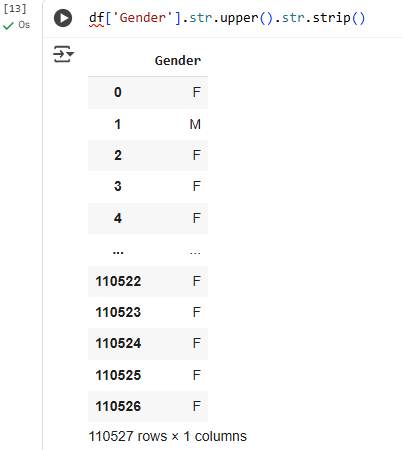 [13]
0s
df['Gender'].str.upper().str.strip()
Gender
0 F
1 M
2 F
3 F
4 F
... ...
110522 F
110523 F
110524 F
110525 F
110526 F
110527 rows × 1 columns